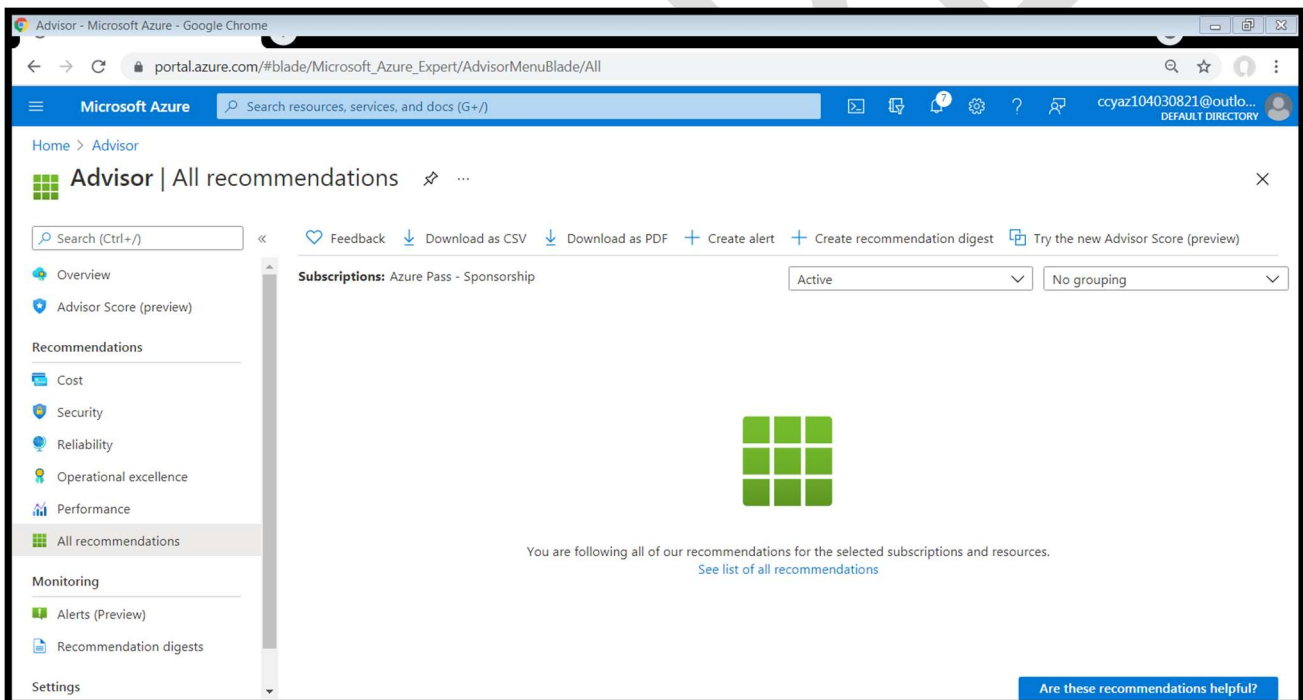 Advisor - Microsoft Azure - Google Chrome
portal.azure.com/#blade/Microsoft_Azure_Expert/AdvisorMenuBlade/All
Microsoft Azure
Search resources, services, and docs (G+/)
7
ccyaz104030821@outlo...
DEFAULT DIRECTORY
Home > Advisor
Advisor | All recommendations
...
Search (Ctrl+/)
«
Feedback
Download as CSV
Download as PDF
Create alert
Create recommendation digest
Try the new Advisor Score (preview)
Overview
Subscriptions: Azure Pass - Sponsorship
Active
No grouping
Advisor Score (preview)
Recommendations
Cost
Security
Reliability
Operational excellence
Performance
All recommendations
You are following all of our recommendations for the selected subscriptions and resources.
See list of all recommendations
Monitoring
Alerts (Preview)
Recommendation digests
Settings
Are these recommendations helpful?